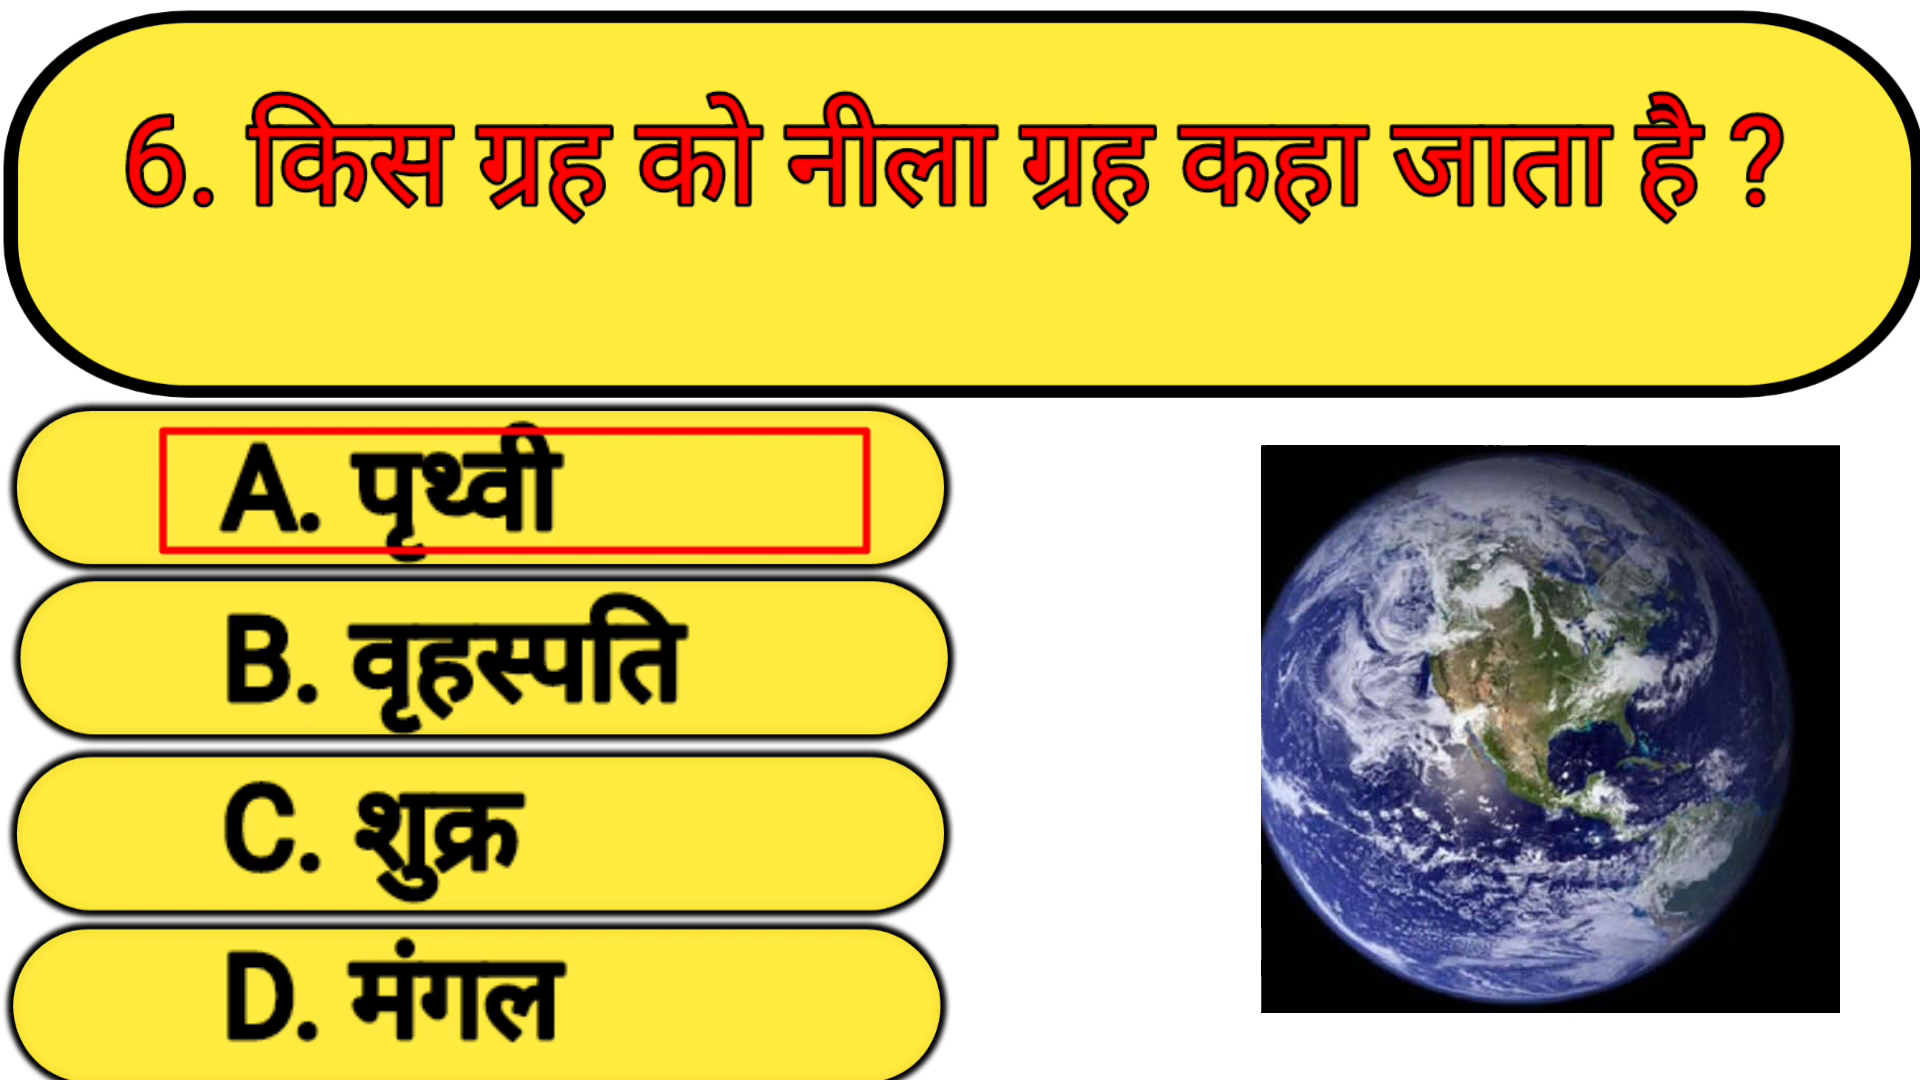 6. किस ग्रह को नीला ग्रह कहा जाता है ?
A. पृथ्वी
B. वृहस्पति
C. शुक्र
D. मंगल